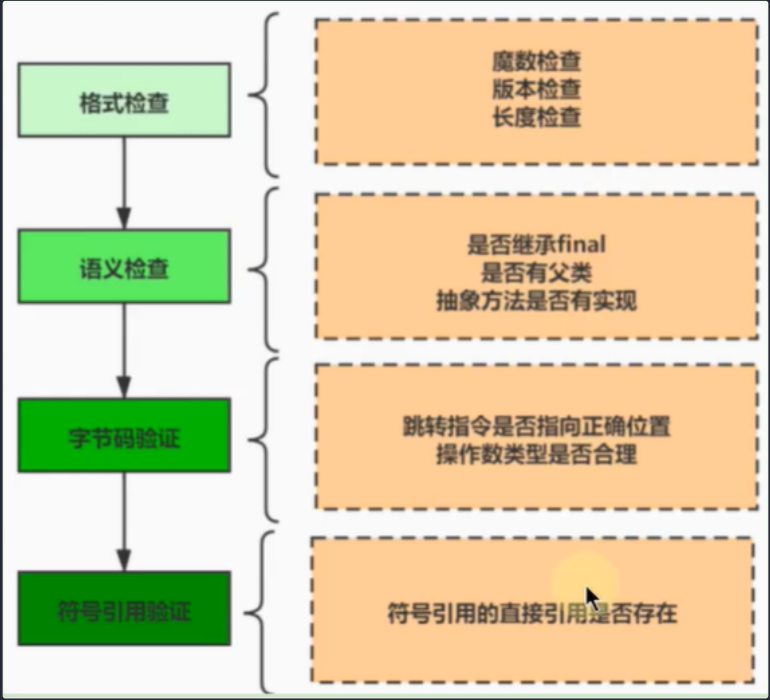 格式检查
魔数检查
版本检查
长度检查
语义检查
是否继承final
是否有父类
抽象方法是否有实现
字节码验证
跳转指令是否指向正确位置
操作数类型是否合理
符号引用验证
符号引用的直接引用是否存在